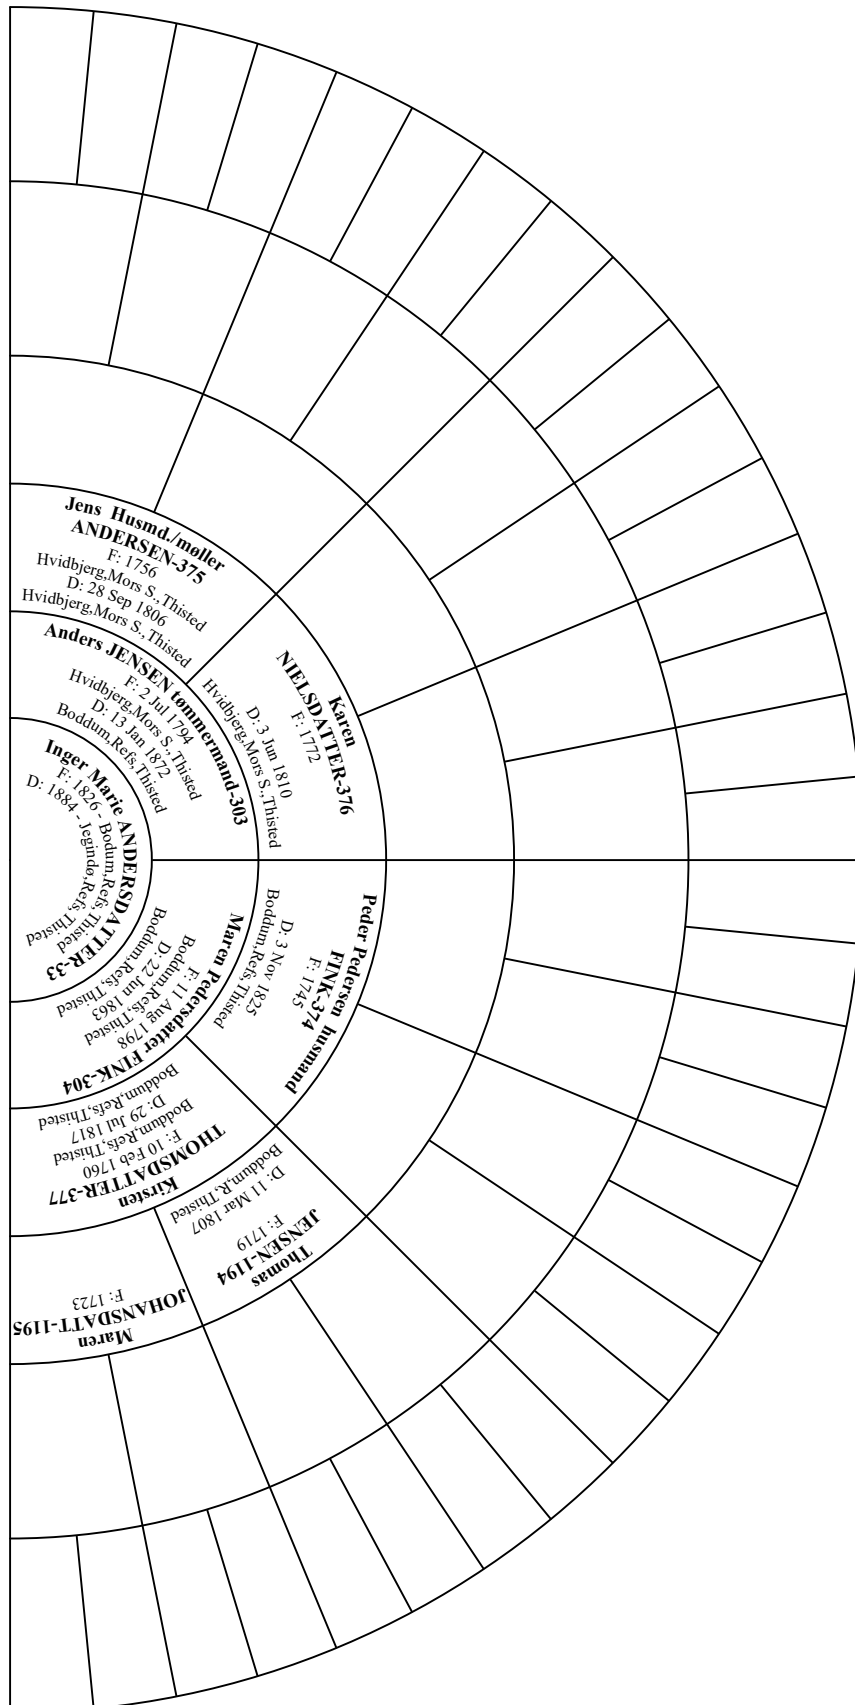 Inger Marie ANDERSDATTER-33
F: 1826 - Bodum,Refs,Thisted
D: 1884 - Jegindø,Refs,Thisted
Anders JENSEN tømmermand-303
F: 2 Jul 1794
Hvidbjerg,Mors S.,Thisted
D: 13 Jan 1872
Boddum,Refs,Thisted
Maren Pedersdatter FINK-304
F: 11 Aug 1798
Boddum,Refs,Thisted
D: 22 Jun 1863
Boddum,Refs,Thisted
Jens  Husmd./møller
ANDERSEN-375
F: 1756
Hvidbjerg,Mors S.,Thisted
D: 28 Sep 1806
Hvidbjerg,Mors S.,Thisted
Karen
NIELSDATTER-376
F: 1772
D: 3 Jun 1810
Hvidbjerg,Mors S.,Thisted
Peder Pedersen  husmand
FINK-374
F: 1745
D: 3 Nov 1825
Boddum,Refs,Thisted
Kirsten
THOMSDATTER-377
F: 10 Feb 1760
Boddum,Refs,Thisted
D: 29 Jul 1817
Boddum,Refs,Thisted
Thomas
JENSEN-1194
F: 1719
D: 11 Mar 1807
Boddum,R,Thisted
Maren
JOHANSDATT-1195
F: 1723